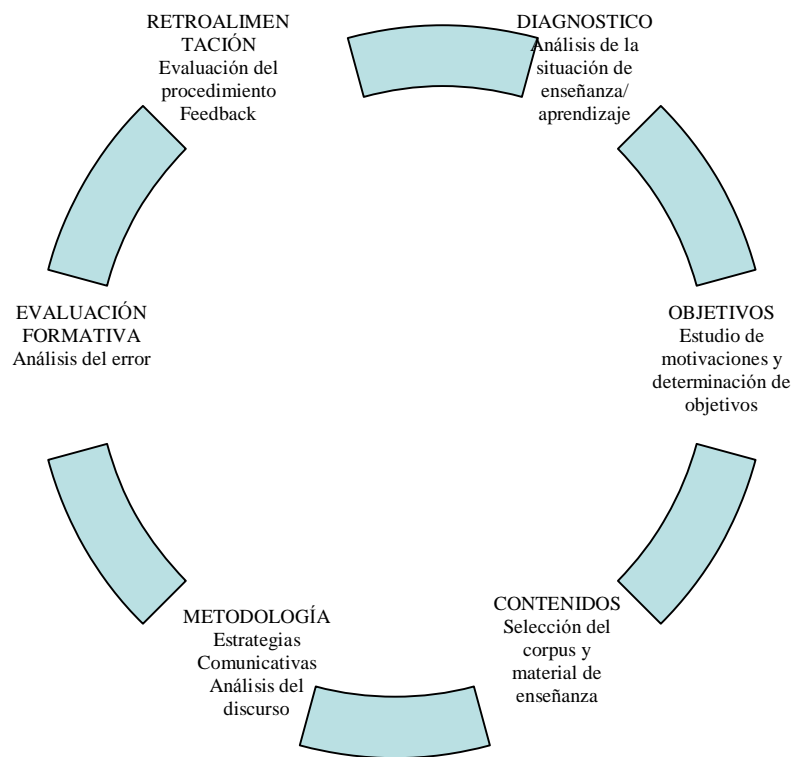 RETROALIMEN
TACIÓN
Evaluación del
procedimiento
Feedback
DIAGNOSTICO
Análisis de la
situación de
enseñanza/
aprendizaje
EVALUACIÓN
FORMATIVA
Análisis del error
OBJETIVOS
Estudio de
motivaciones y
determinación de
objetivos
METODOLOGÍA
Estrategias
Comunicativas
Análisis del
discurso
CONTENIDOS
Selección del
corpus y
material de
enseñanza